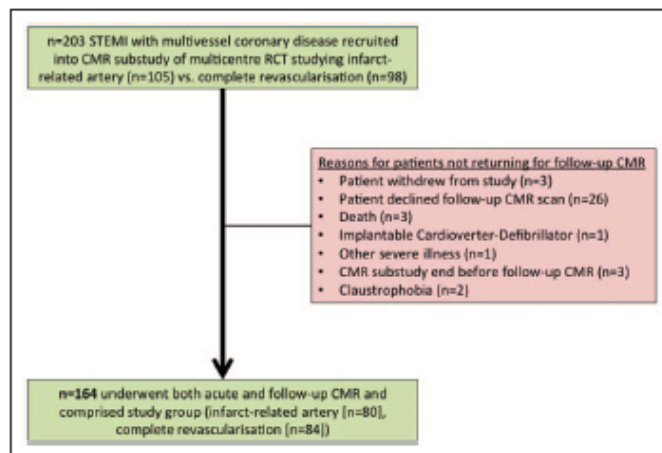 n=203 STEMI with multivessel coronary disease recruited
into CMR substudy of multicentre RCT studying infarct-
related artery (n=105) vs. complete revascularisation (n=98)
Reasons for patients not returning for follow-up CMR
• Patient withdrew from study (n=3)
• Patient declined follow-up CMR scan (n=26)
• Death (n=3)
• Implantable Cardioverter-Defibrillator (n=1)
• Other severe illness (n=1)
• CMR substudy end before follow-up CMR (n=3)
• Claustrophobia (n=2)
n=164 underwent both acute and follow-up CMR and
comprised study group (infarct-related artery [n=80],
complete revascularisation [n=84])